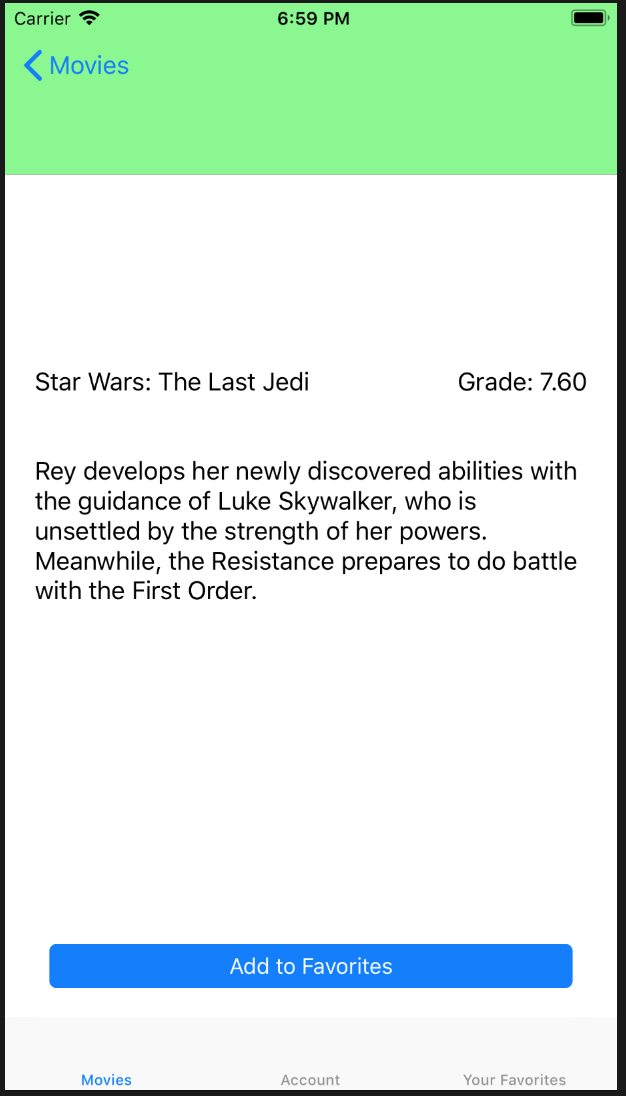 Carrier 6:59 PM
Movies
Star Wars: The Last Jedi Grade: 7.60
Rey develops her newly discovered abilities with
the guidance of Luke Skywalker, who is
unsettled by the strength of her powers.
Meanwhile, the Resistance prepares to do battle
with the First Order.
Add to Favorites
Movies Account Your Favorites